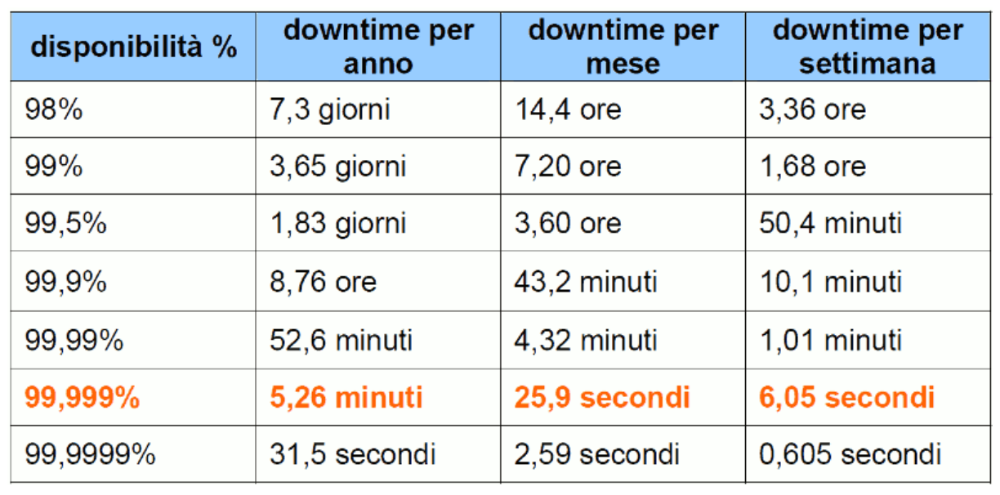 disponibilità % downtime per anno downtime per mese downtime per settimana
98% 7,3 giorni 14,4 ore 3,36 ore
99% 3,65 giorni 7,20 ore 1,68 ore
99,5% 1,83 giorni 3,60 ore 50,4 minuti
99,9% 8,76 ore 43,2 minuti 10,1 minuti
99,99% 52,6 minuti 4,32 minuti 1,01 minuti
99,999% 5,26 minuti 25,9 secondi 6,05 secondi
99,9999% 31,5 secondi 2,59 secondi 0,605 secondi